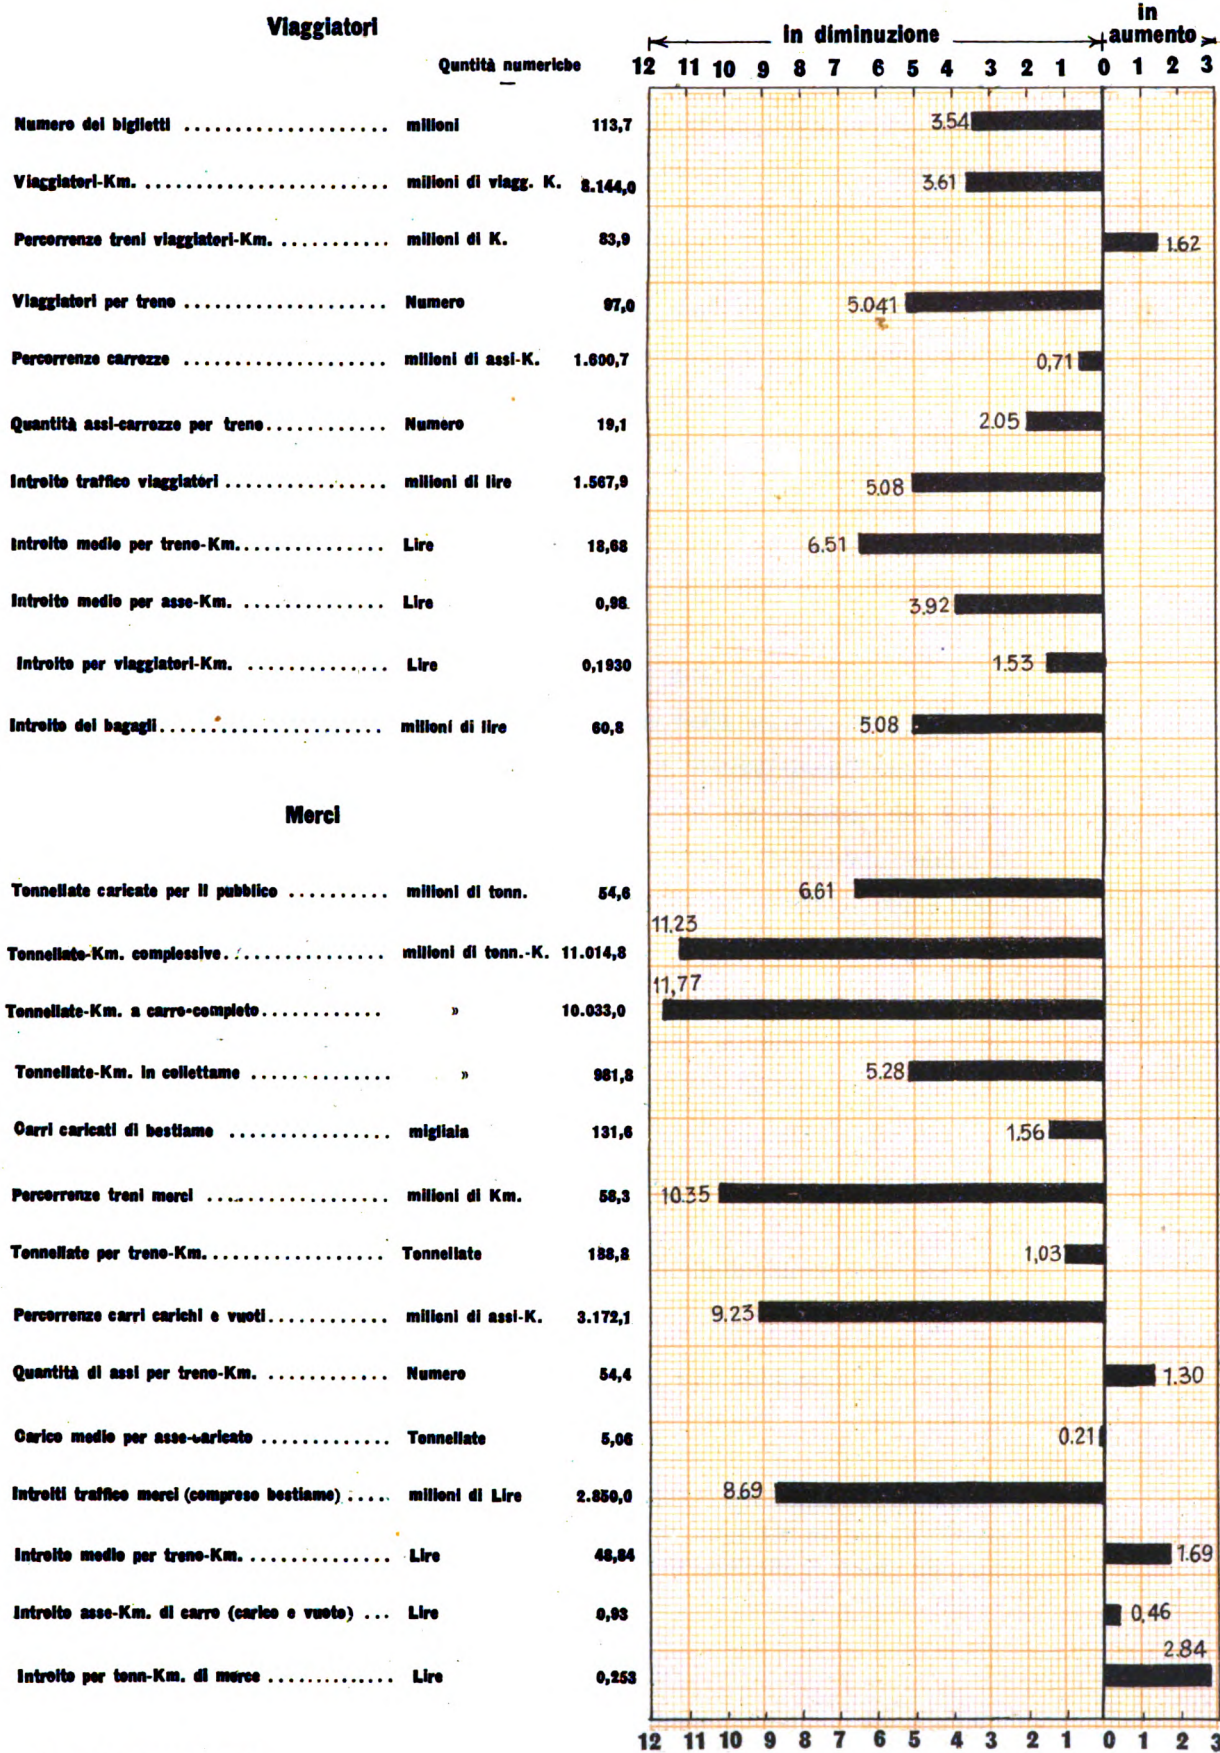 Viaggiatori
in diminuzione in aumento
Quntità numeriche 12 11 10 9 8 7 6 5 4 3 2 1 0 1 2 3
Numero dei biglietti .................... milioni 113,7 3.54
Viaggiatori-Km. ........................ milioni di viagg. K. 8.144,0 3.61
Percorrenze treni viaggiatori-Km. ........... milioni di K. 83,9 1.62
Viaggiatori per treno .................... Numero 97,0 5.041
Percorrenze carrozze .................... milioni di assi-K. 1.600,7 0,71
Quantità assi-carrozze per treno............ Numero 19,1 2.05
Introito traffico viaggiatori ................ milioni di lire 1.567,9 5.08
Introito medio per treno-Km............... Lire 18,68 6.51
Introito medio per asse-Km. .............. Lire 0,98 3.92
Introito per viaggiatori-Km. .............. Lire 0,1930 1.53
Introito dei bagagli...................... milioni di lire 60,8 5.08
Merci
Tonnellate caricate per il pubblico .......... milioni di tonn. 54,6 6.61
Tonnellate-Km. complessive................ milioni di tonn.-K. 11.014,8 11.23
Tonnellate-Km. a carro-completo............ » 10.033,0 11,77
Tonnellate-Km. in collettame .............. » 981,8 5.28
Carri caricati di bestiame ................ migliaia 131,6 1.56
Percorrenze treni merci .................. milioni di Km. 58,3 10.35
Tonnellate per treno-Km................... Tonnellate 188,8 1,03
Percorrenze carri carichi e vuoti............ milioni di assi-K. 3.172,1 9.23
Quantità di assi per treno-Km. ............ Numero 54,4 1.30
Carico medio per asse-caricato ............. Tonnellate 5,06 0.21
Introiti traffico merci (compreso bestiame) ..... milioni di Lire 2.850,0 8.69
Introito medio per treno-Km. .............. Lire 48,84 1.69
Introito asse-Km. di carro (carico e vuoto) ... Lire 0,93 0,46
Introito per tonn-Km. di merce ............. Lire 0,253 2.84
12 11 10 9 8 7 6 5 4 3 2 1 0 1 2 3